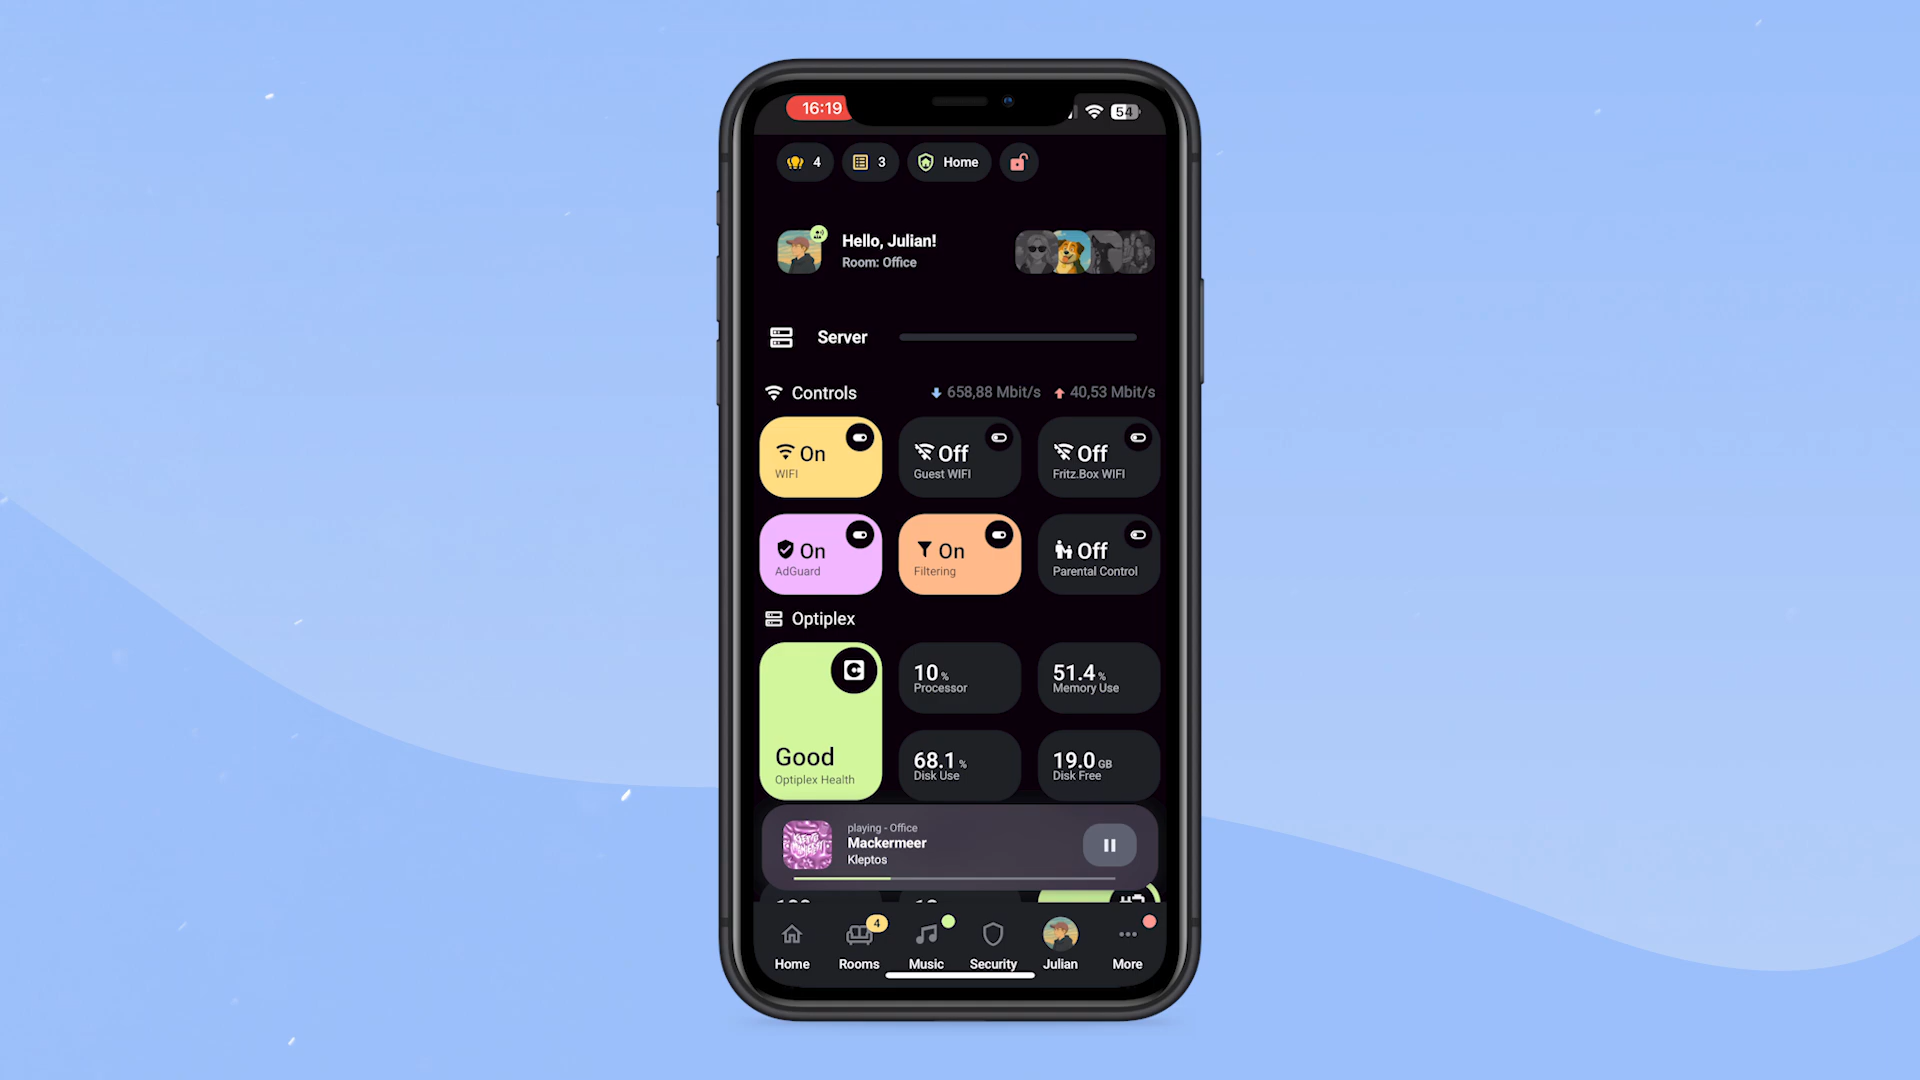 16:19
54
4
3
Home
Hello, Julian!
Room: Office
Server
Controls
658,88 Mbit/s
40,53 Mbit/s
On
WIFI
Off
Guest WIFI
Off
Fritz.Box WIFI
On
AdGuard
On
Filtering
Off
Parental Control
Optiplex
Good
Optiplex Health
10 %
Processor
51.4 %
Memory Use
68.1 %
Disk Use
19.0 GB
Disk Free
playing - Office
Mackermeer
Kleptos
4
Home
Rooms
Music
Security
Julian
More